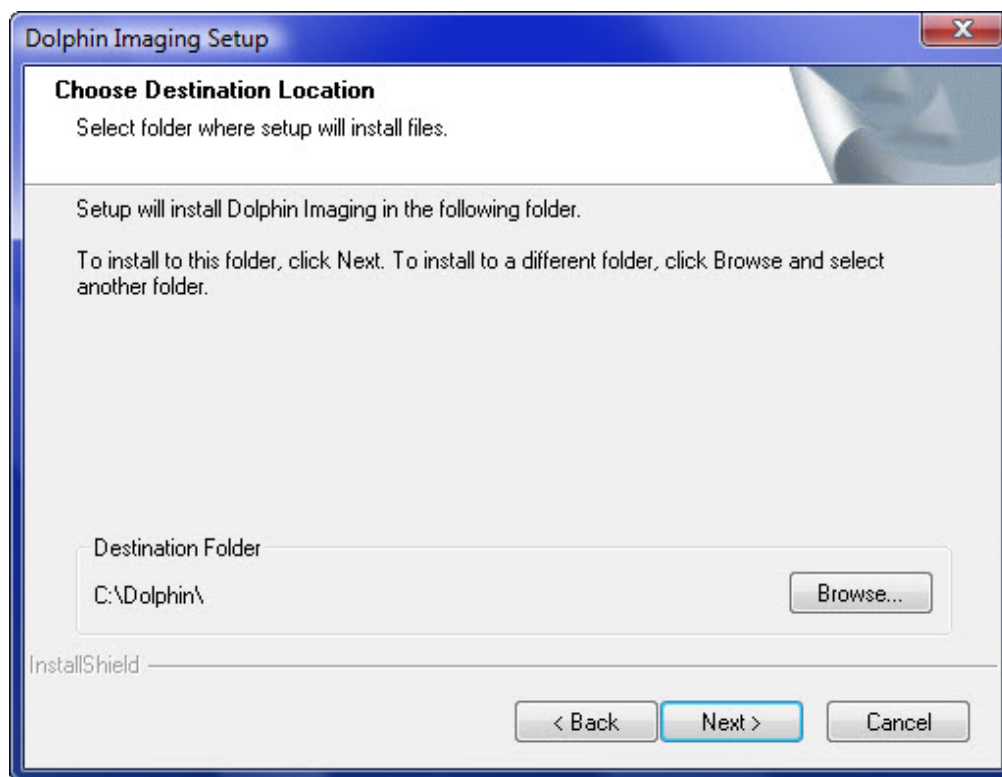 Dolphin Imaging Setup
X
Choose Destination Location
Select folder where setup will install files.
Setup will install Dolphin Imaging in the following folder.
To install to this folder, click Next. To install to a different folder, click Browse and select
another folder.
Destination Folder
C:\Dolphin\
Browse...
InstallShield
< Back
Next >
Cancel